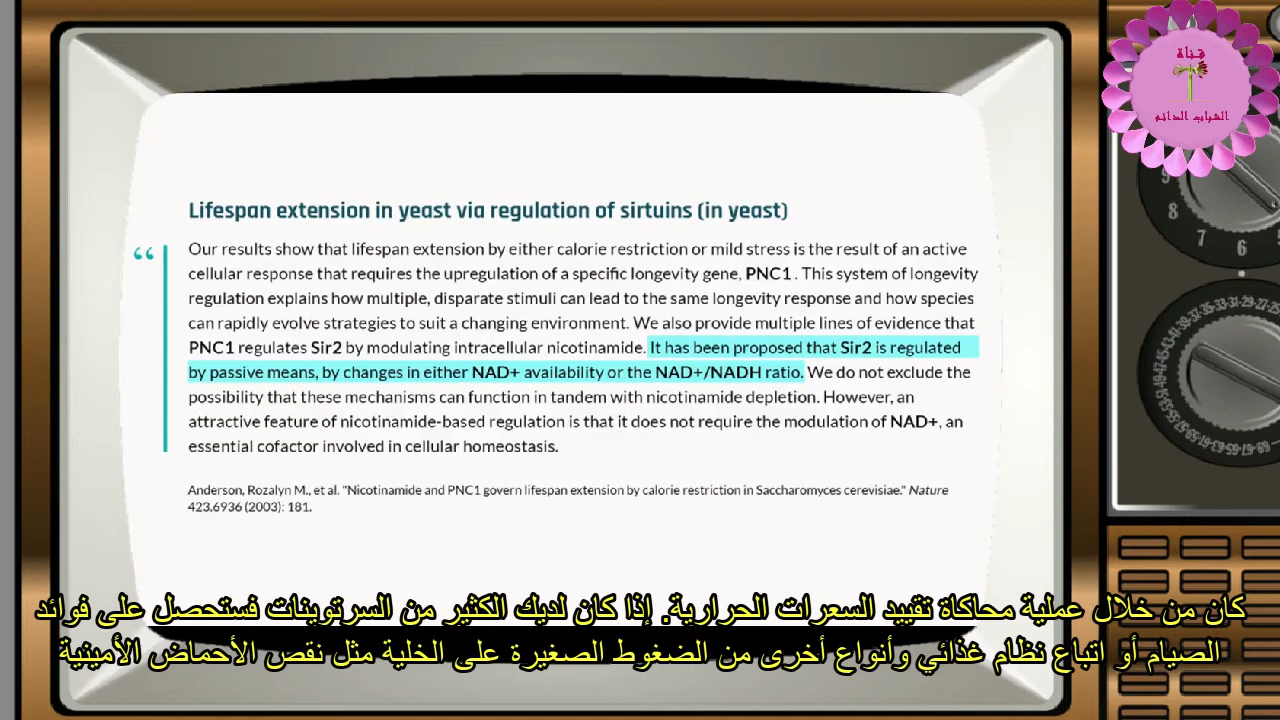 قناة
الشباب الدائم
Lifespan extension in yeast via regulation of sirtuins (in yeast)
“ Our results show that lifespan extension by either calorie restriction or mild stress is the result of an active
cellular response that requires the upregulation of a specific longevity gene, PNC1 . This system of longevity
regulation explains how multiple, disparate stimuli can lead to the same longevity response and how species
can rapidly evolve strategies to suit a changing environment. We also provide multiple lines of evidence that
PNC1 regulates Sir2 by modulating intracellular nicotinamide. It has been proposed that Sir2 is regulated
by passive means, by changes in either NAD+ availability or the NAD+/NADH ratio. We do not exclude the
possibility that these mechanisms can function in tandem with nicotinamide depletion. However, an
attractive feature of nicotinamide-based regulation is that it does not require the modulation of NAD+, an
essential cofactor involved in cellular homeostasis.
Anderson, Rozalyn M., et al. "Nicotinamide and PNC1 govern lifespan extension by calorie restriction in Saccharomyces cerevisiae." Nature
423.6936 (2003): 181.
8
7
6
كان من خلال عملية محاكاة تقييد السعرات الحرارية. إذا كان لديك الكثير من السرتوينات فستحصل على فوائد
الصيام أو اتباع نظام غذائي وأنواع أخرى من الضغوط الصغيرة على الخلية مثل نقص الأحماض الأمينية